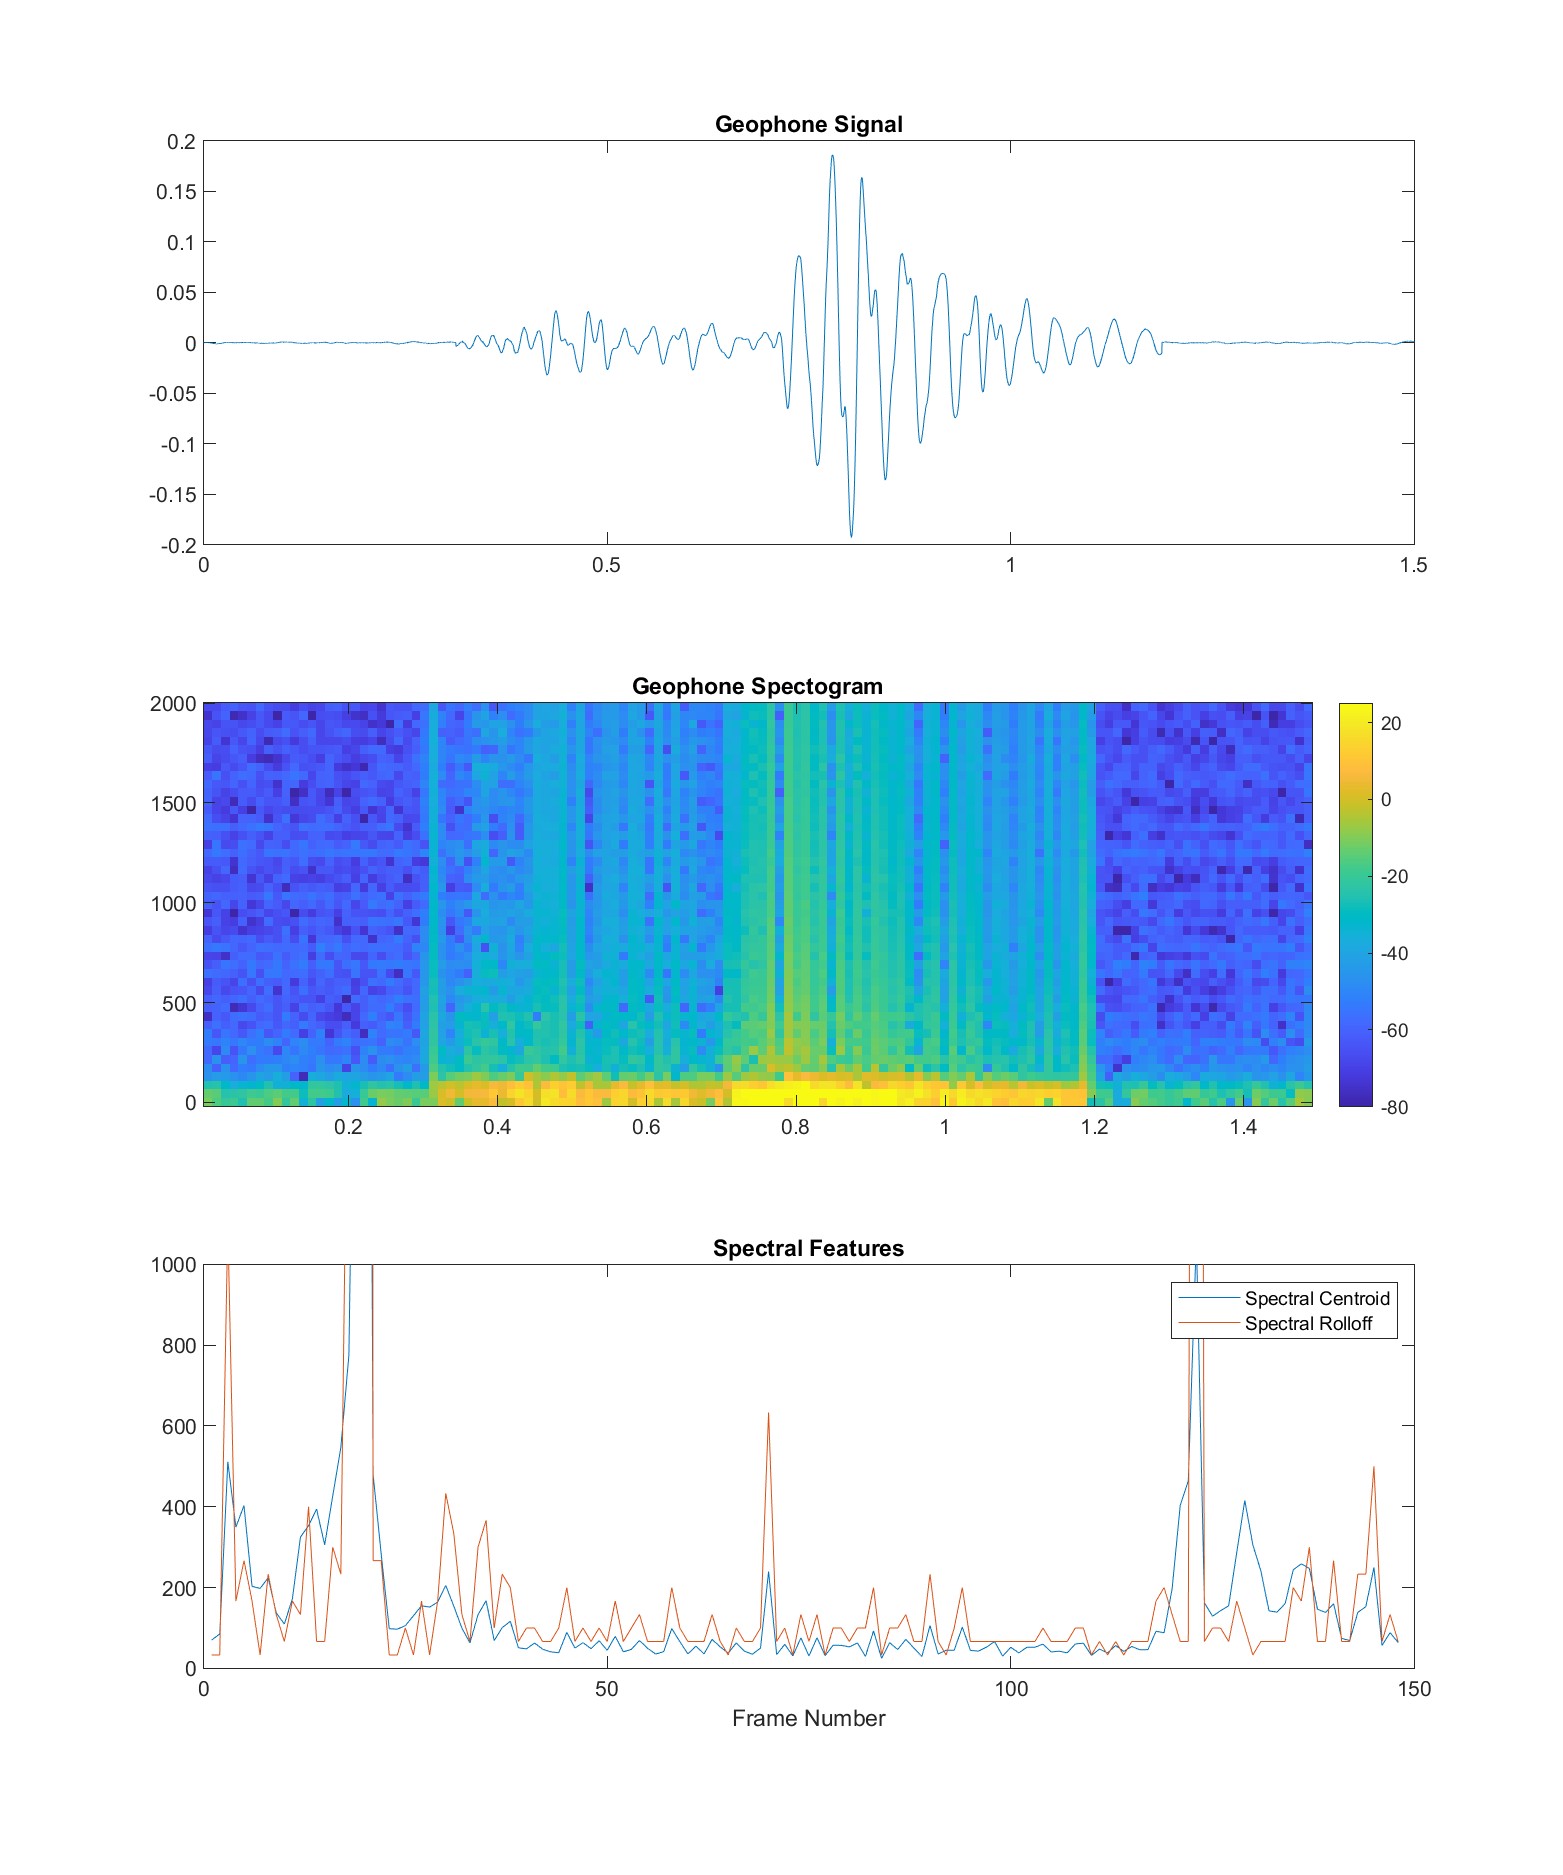 Geophone Signal
0.2
0.15
0.1
0.05
0
-0.05
-0.1
-0.15
-0.2
0 0.5 1 1.5
Geophone Spectogram
2000
1500
1000
500
0
0.2 0.4 0.6 0.8 1 1.2 1.4
20
0
-20
-40
-60
-80
Spectral Features
1000
800
600
400
200
0
Spectral Centroid
Spectral Rolloff
0 50 100 150
Frame Number